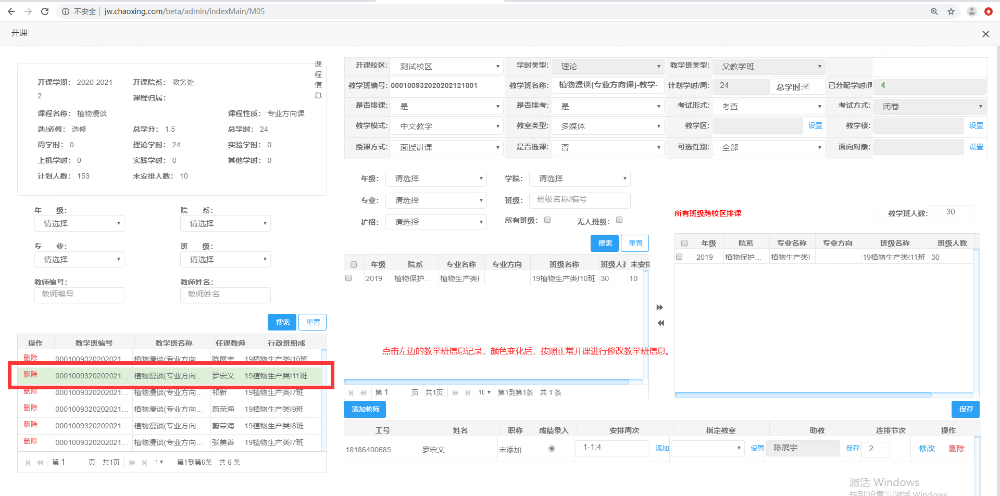 不安全 jw.chaoxing.com/beta/admin/indexMain/M05
开课
课程信息
开课学期: 2020-2021-2
开课院系: 教务处
课程归属:
课程名称: 植物漫谈 课程性质: 专业方向课
选/必修: 选修 总学分: 1.5 总学时: 24
周学时: 0 理论学时: 24 实验学时: 0
上机学时: 0 实践学时: 0 其他学时: 0
计划人数: 153 未安排人数: 10
年 级: 院 系:
请选择 请选择
专 业: 班 级:
请选择 请选择
教师编号: 教师姓名:
教师编号 教师姓名
搜索 重置
操作 教学班编号 教学班名称 任课教师 行政班组成
删除 0001009320202021 植物漫谈(专业方向 陈展宇 19植物生产类I10班
删除 0001009320202021... 植物漫谈(专业方向... 罗宏义 19植物生产类I11班
删除 0001009320202021... 植物漫谈(专业方向... 祁新 19植物生产类I7班
删除 0001009320202021... 植物漫谈(专业方向... 蔚荣海 19植物生产类I9班
删除 0001009320202021... 植物漫谈(专业方向... 蔚荣海 19植物生产类I8班
删除 0001009320202021... 植物漫谈(专业方向... 张美善 19植物生产类I7班
第 1 页 共1页 第1到第6条 共 6 条
开课校区: 测试校区 学时类型: 理论 教学班类型: 父教学班
教学班编号: 000100932020202121001 教学班名称: 植物漫谈(专业方向课)-教学- 计划学时/周: 24 总学时: 已分配学时/周 4
是否排课: 是 是否排考: 是 考试形式: 考查 考试方式: 闭卷
教学模式: 中文教学 教室类型: 多媒体 教学区: 设置 教学楼: 设置
授课方式: 面授讲课 是否选课: 否 可选性别: 全部 面向对象: 设置
年级: 请选择 学院: 请选择
专业: 请选择 班级: 班级名称/编号
扩招: 请选择 所有班级: 无人班级:
搜索 重置
年级 院系 专业名称 专业方向 班级名称 班级人数 未安排
2019 植物保护... 植物生产类I 19植物生产类I10班 30 10
点击左边的教学班信息记录，颜色变化后，按照正常开课进行修改教学班信息。
第 1 页 共1页 10 第1到第1条 共 1 条
所有班级跨校区排课 教学班人数: 30
年级 院系 专业名称 专业方向 班级名称 班级人数
2019 植物保护... 植物生产类I 19植物生产类I11班 30
添加教师 保存
工号 姓名 职称 成绩录入 安排周次 指定教室 助教 连排节次 操作
18186400685 罗宏义 未添加 1-1:4 添加 设置 陈展宇 保存 2 修改 删除
激活 Windows
转到"设置"以激活 Windows